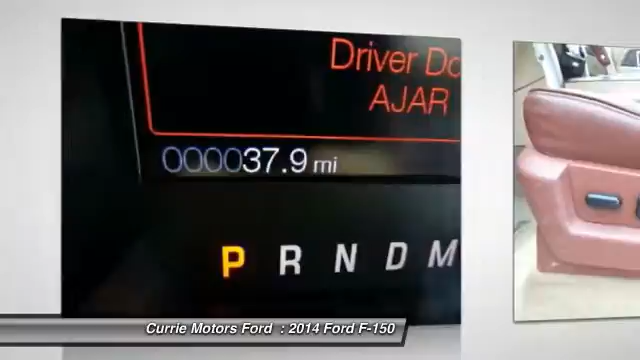 Driver Do
AJAR
000037.9 mi
P R N D M
Currie Motors Ford : 2014 Ford F-150